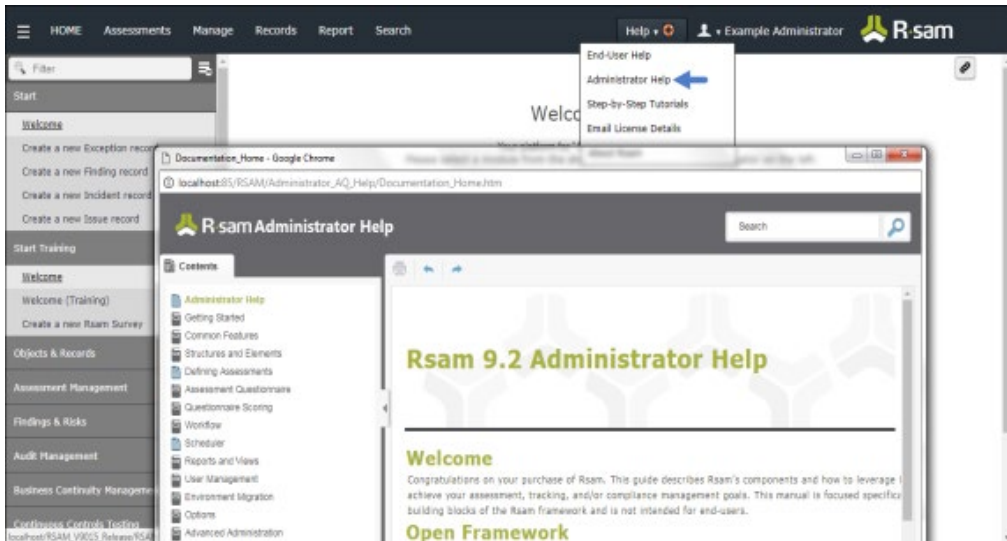 HOME Assessments Manage Records Report Search Help Example Administrator R·sam
Filter
Start
Welcome
Create a new Exception record
Create a new Finding record
Create a new Incident record
Create a new Issue record
Start Training
Welcome
Welcome (Training)
Create a new Rsam Survey
Objects & Records
Assessment Management
Findings & Risks
Audit Management
Business Continuity Manageme
Continuous Controls Testing
localhost/RSAM_V9015_Release/RSA
End-User Help
Administrator Help
Step-by-Step Tutorials
Email License Details
About Rsam
Welc
Documentation_Home - Google Chrome
localhost:85/RSAM/Administrator_AQ_Help/Documentation_Home.htm
R·sam Administrator Help
Search
Contents
Administrator Help
Getting Started
Common Features
Structures and Elements
Defining Assessments
Assessment Questionnaire
Questionnaire Scoring
Workflow
Scheduler
Reports and Views
User Management
Environment Migration
Options
Advanced Administration
Rsam 9.2 Administrator Help
Welcome
Congratulations on your purchase of Rsam. This guide describes Rsam's components and how to leverage
achieve your assessment, tracking, and/or compliance management goals. This manual is focused specifica
building blocks of the Rsam framework and is not intended for end-users.
Open Framework